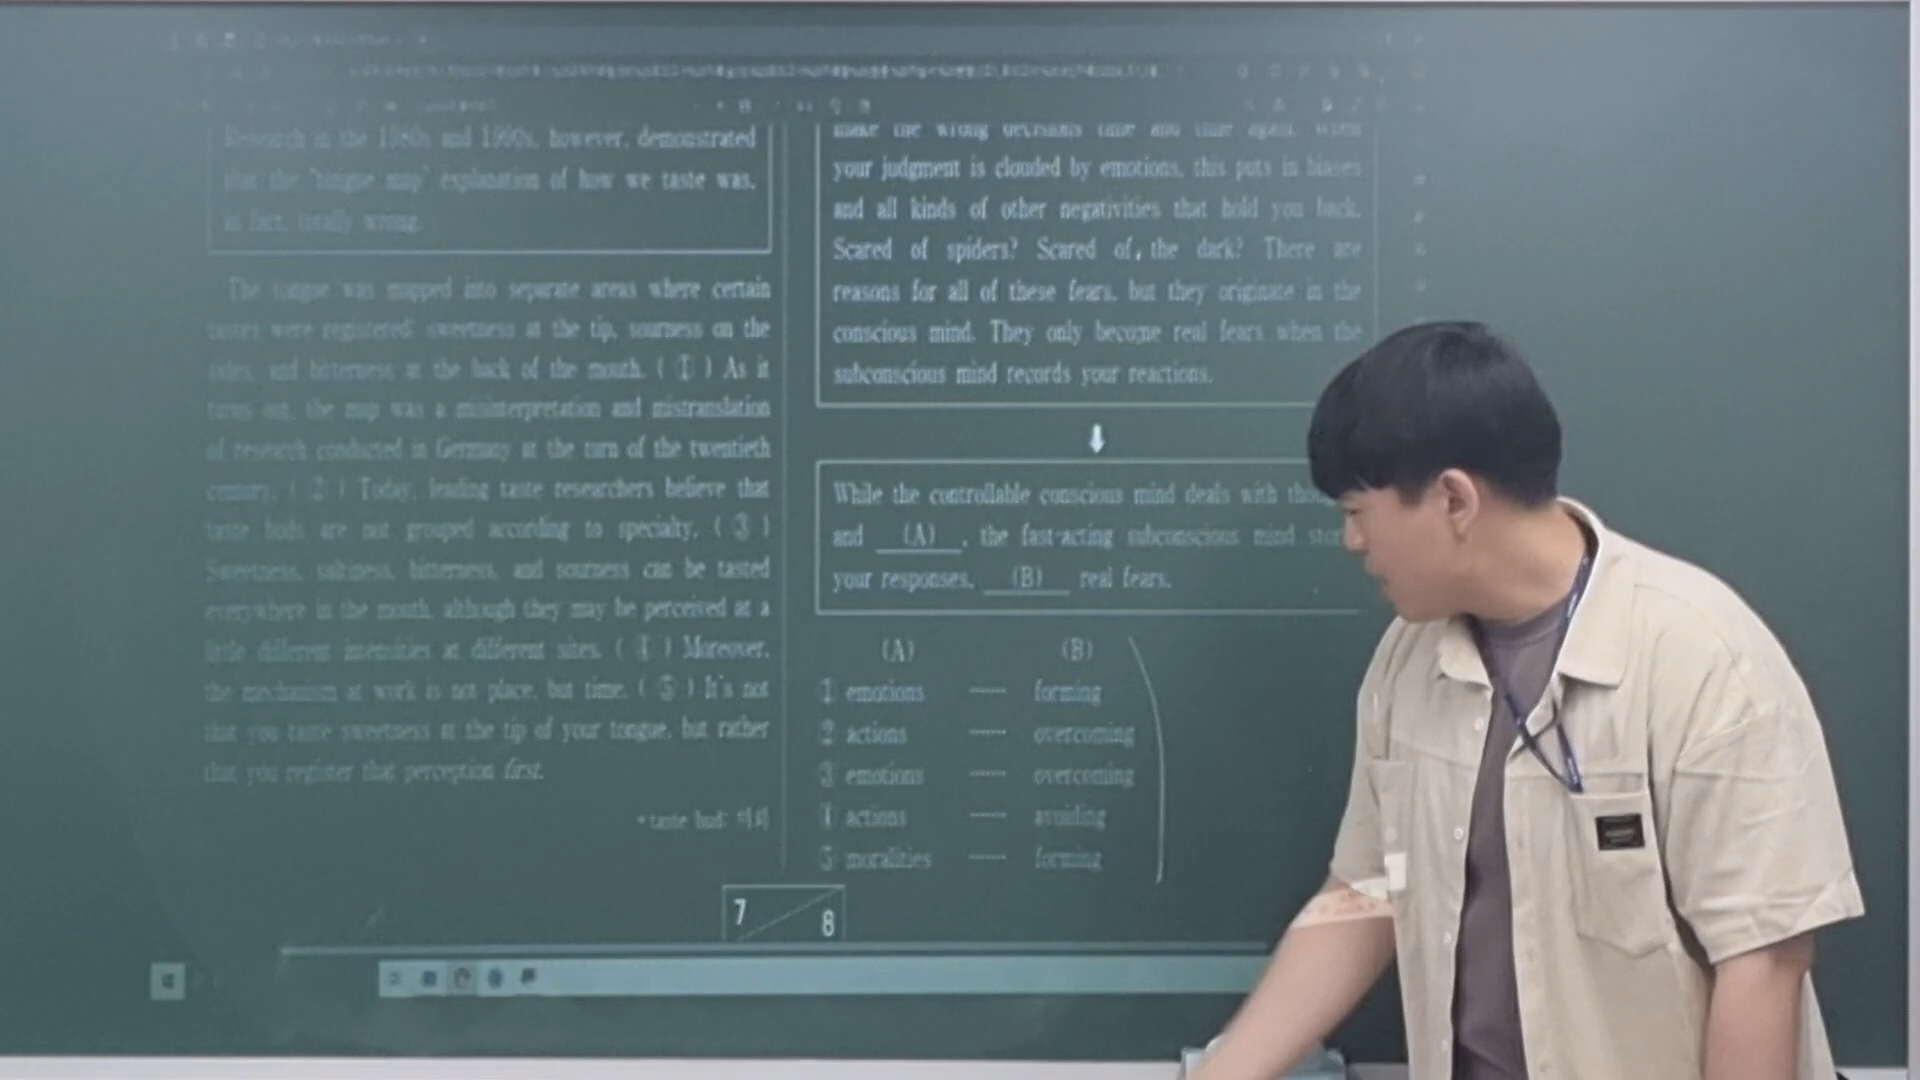 Research in the 1980s and 1990s, however, demonstrated
that the "tongue map" explanation of how we taste was,
in fact, totally wrong.
The tongue was mapped into separate areas where certain
tastes were registered: sweetness at the tip, sourness on the
sides, and bitterness at the back of the mouth. ( ① ) As it
turns out, the map was a misinterpretation and mistranslation
of research conducted in Germany at the turn of the twentieth
century. ( ② ) Today, leading taste researchers believe that
taste buds are not grouped according to specialty. ( ③ )
Sweetness, saltiness, bitterness, and sourness can be tasted
everywhere in the mouth, although they may be perceived at a
little different intensities at different sites. ( ④ ) Moreover,
the mechanism at work is not place, but time. ( ⑤ ) It's not
that you taste sweetness at the tip of your tongue, but rather
that you register that perception first.
* taste bud: 미뢰
make the wrong decisions time and time again. When
your judgment is clouded by emotions, this puts in biases
and all kinds of other negativities that hold you back.
Scared of spiders? Scared of the dark? There are
reasons for all of these fears, but they originate in the
conscious mind. They only become real fears when the
subconscious mind records your reactions.
While the controllable conscious mind deals with
and (A) , the fast-acting subconscious mind
your responses, (B) real fears.
(A) (B)
① emotions ······ forming
② actions ······ overcoming
③ emotions ······ overcoming
④ actions ······ avoiding
⑤ moralities ······ forming
7 8